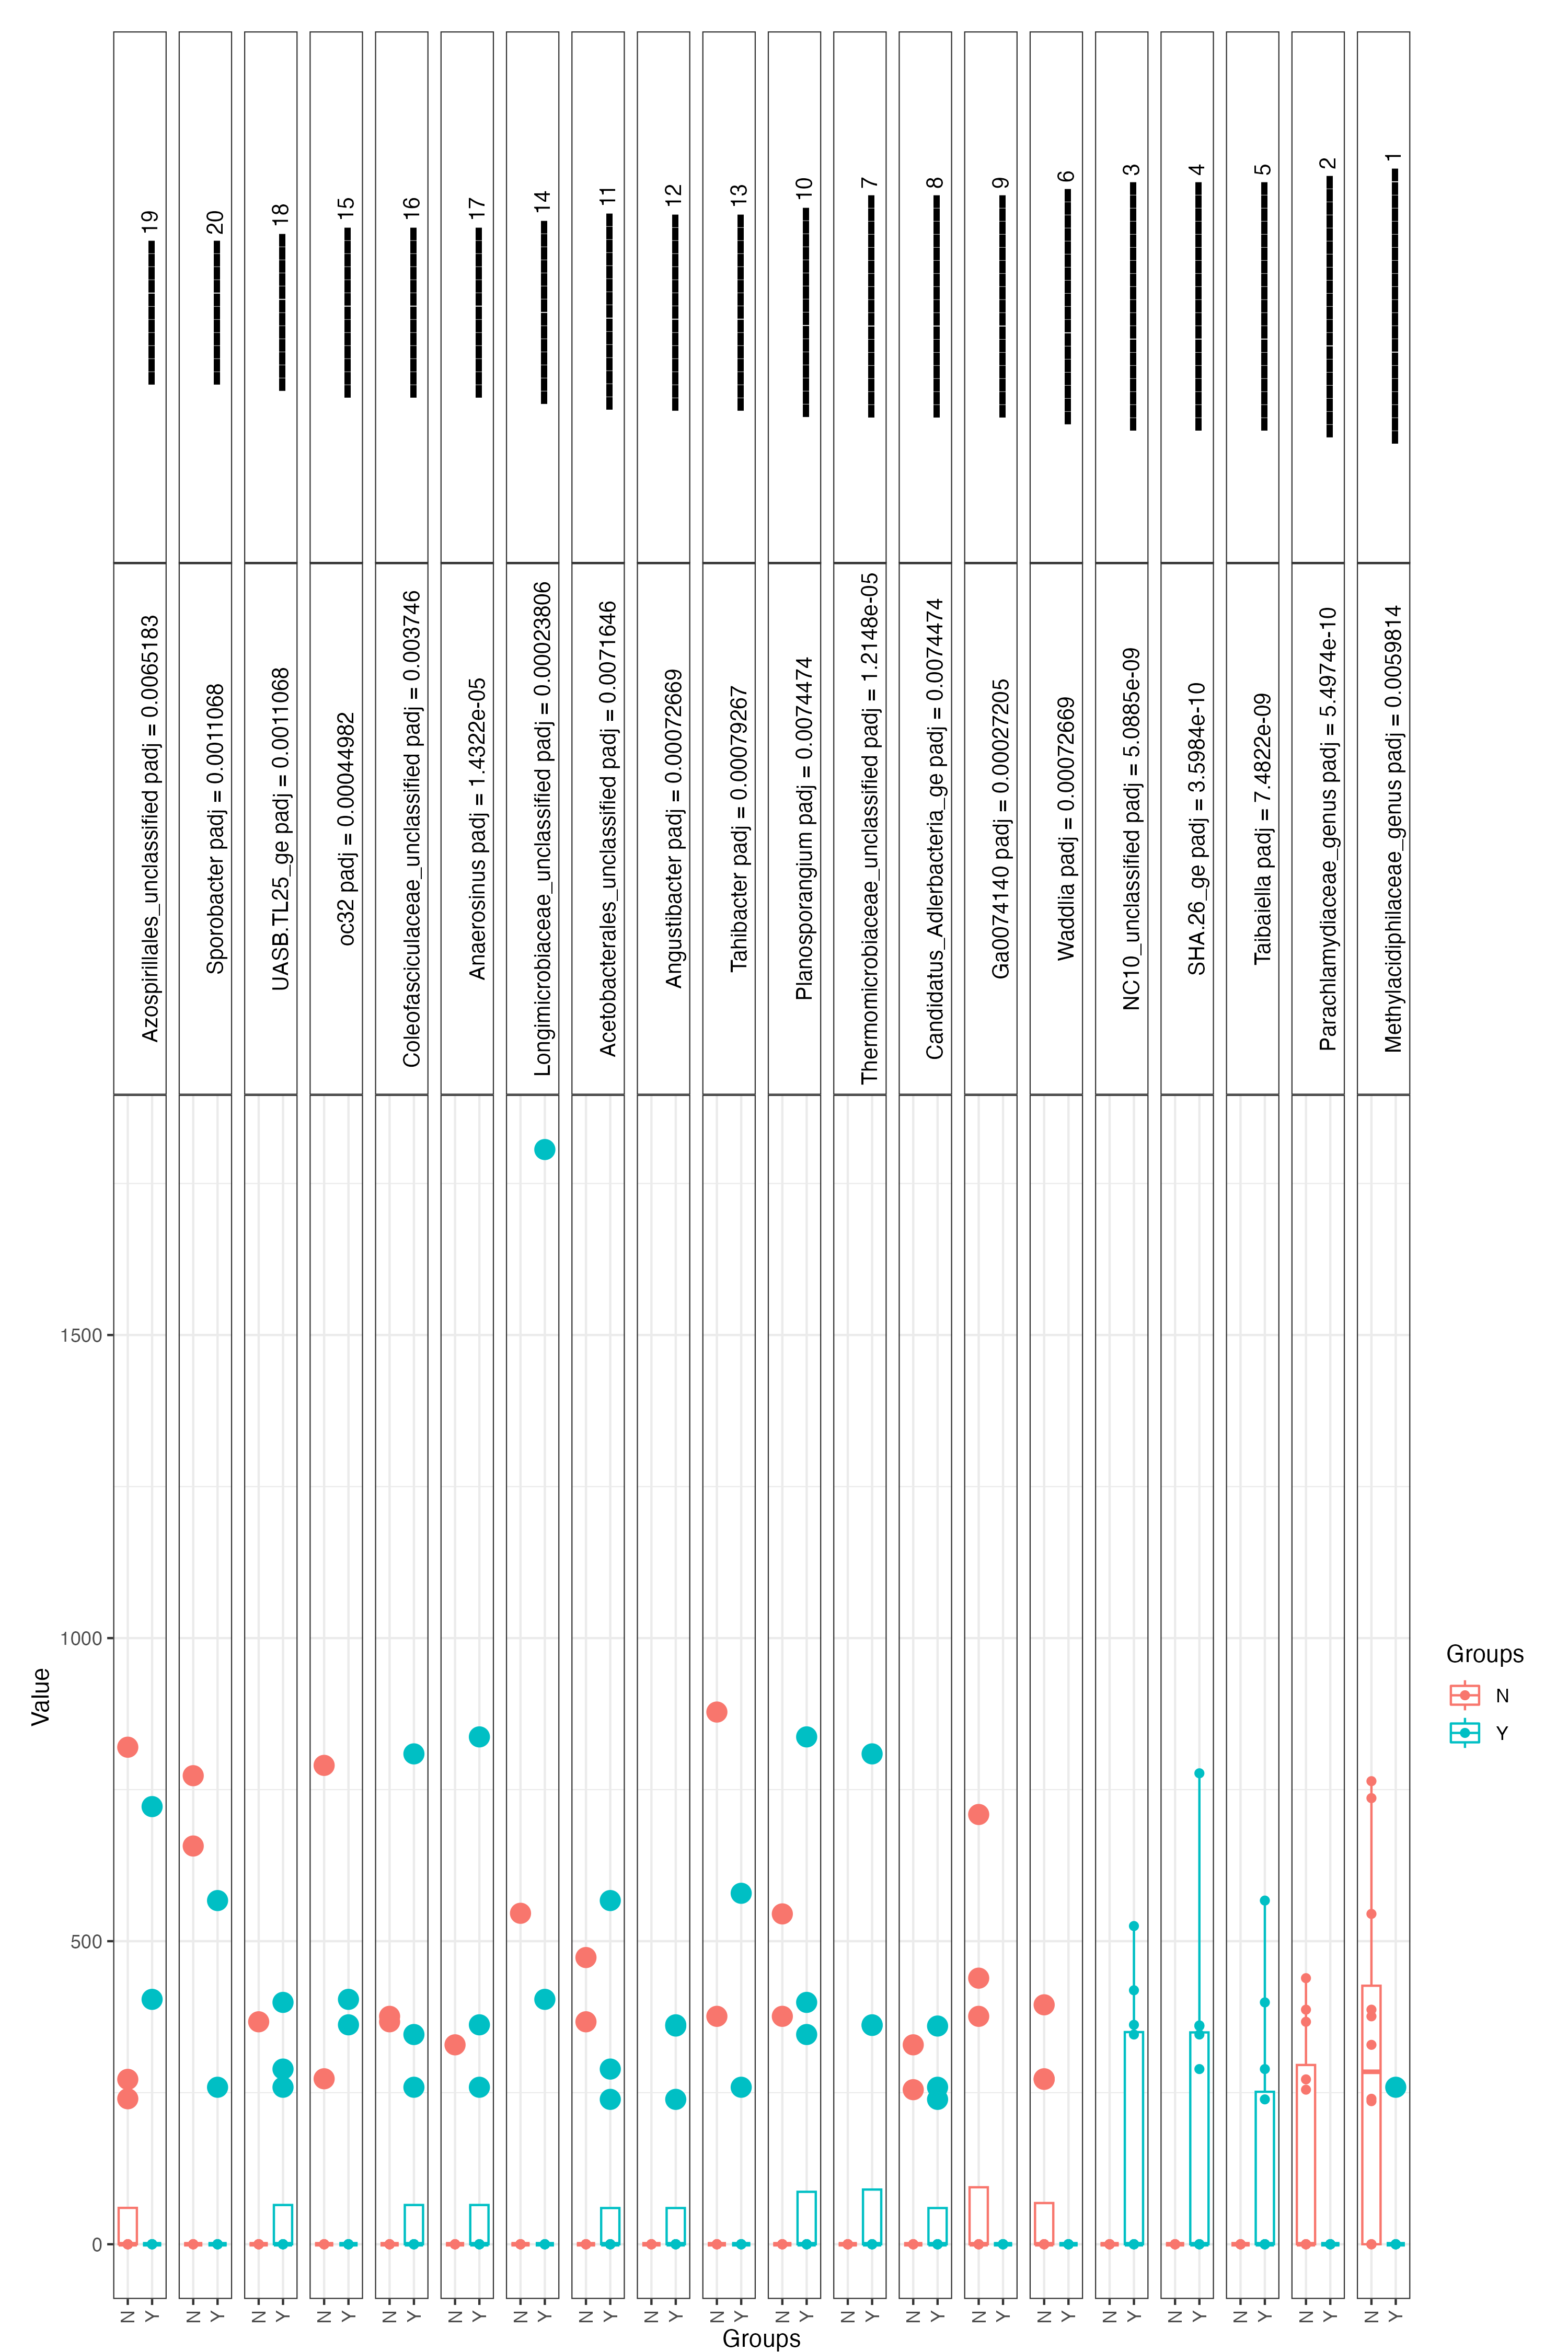 19
20
18
15
16
17
14
11
12
13
10
7
8
9
6
3
4
5
2
1
Azospirillales_unclassified padj = 0.0065183
Sporobacter padj = 0.0011068
UASB.TL25_ge padj = 0.0011068
oc32 padj = 0.00044982
Coleofasciculaceae_unclassified padj = 0.003746
Anaerosinus padj = 1.4322e-05
Longimicrobiaceae_unclassified padj = 0.00023806
Acetobacterales_unclassified padj = 0.0071646
Angustibacter padj = 0.00072669
Tahibacter padj = 0.00079267
Planosporangium padj = 0.0074474
Thermomicrobiaceae_unclassified padj = 1.2148e-05
Candidatus_Adlerbacteria_ge padj = 0.0074474
Ga0074140 padj = 0.00027205
Waddlia padj = 0.00072669
NC10_unclassified padj = 5.0885e-09
SHA.26_ge padj = 3.5984e-10
Taibaiella padj = 7.4822e-09
Parachlamydiaceae_genus padj = 5.4974e-10
Methylacidiphilaceae_genus padj = 0.0059814
Value
1500
1000
500
0
N Y N Y N Y N Y N Y N Y N Y N Y N Y N Y N Y N Y N Y N Y N Y N Y N Y N Y N Y N Y
Groups
Groups
N
Y